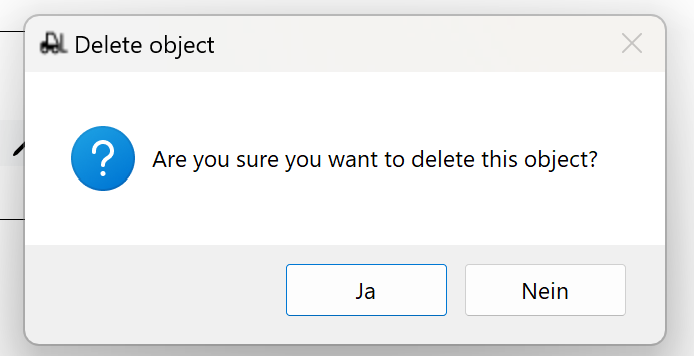 Delete object
Are you sure you want to delete this object?
Ja
Nein